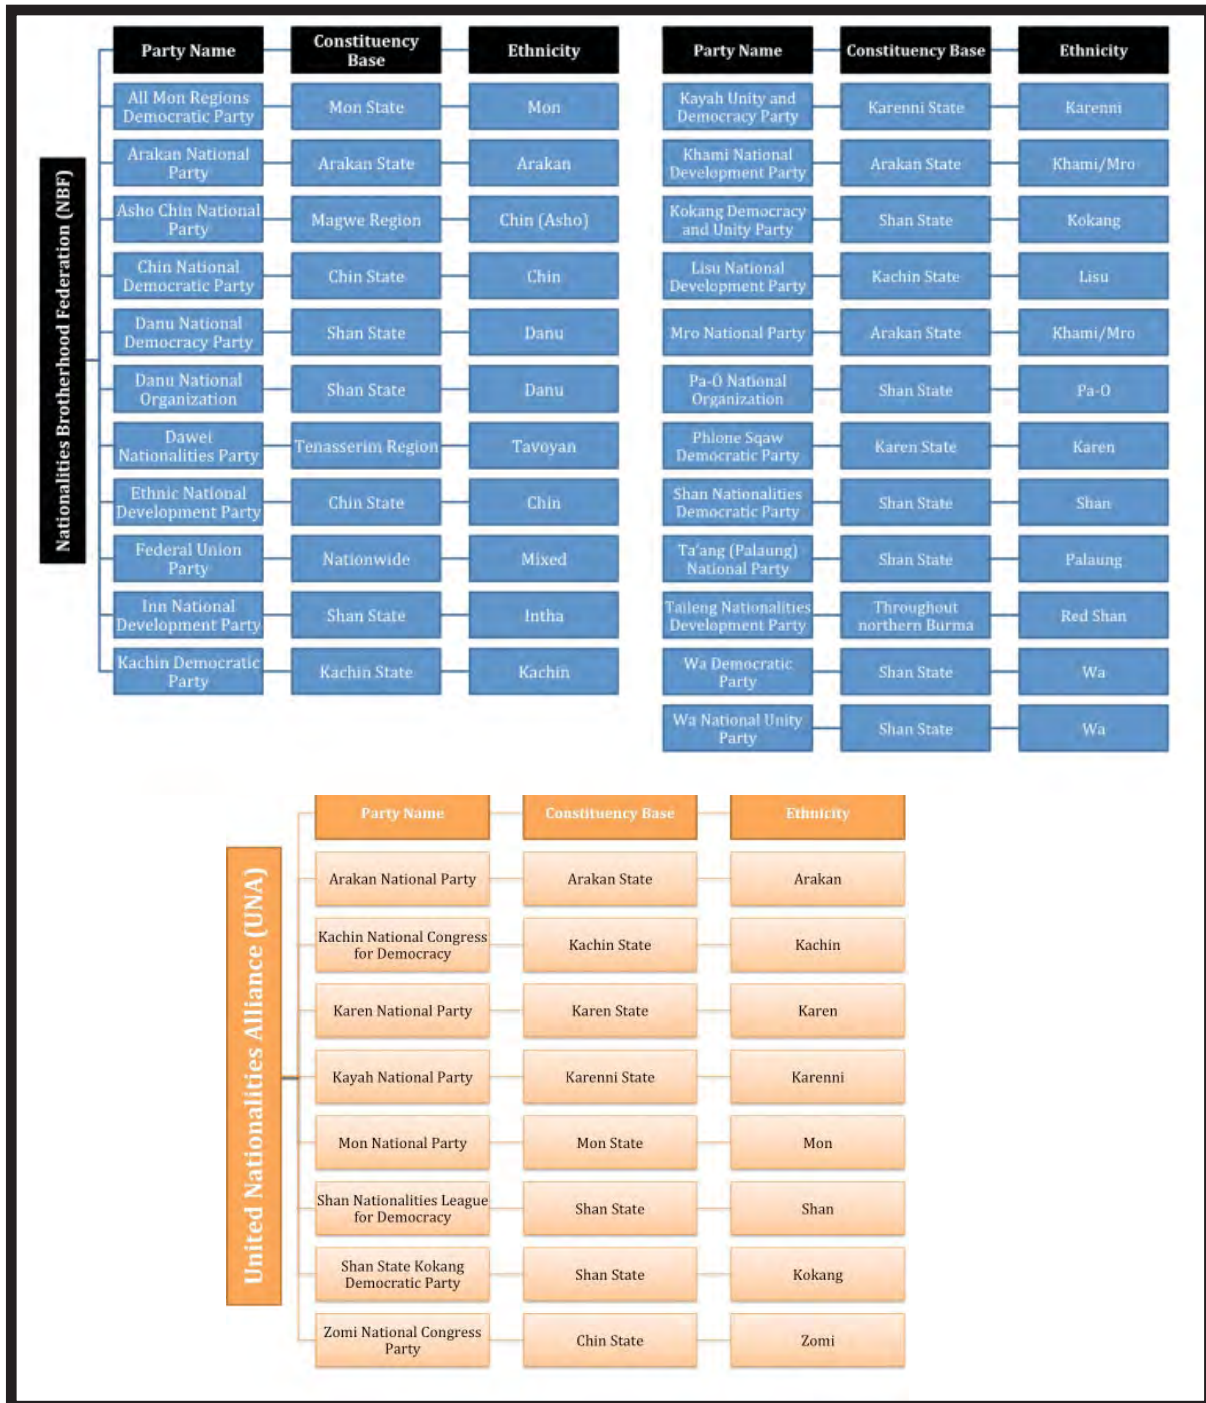 Nationalities Brotherhood Federation (NBF)
Party Name
Constituency
Base
Ethnicity
All Mon Regions
Democratic Party
Mon State
Mon
Arakan National
Party
Arakan State
Arakan
Asho Chin National
Party
Magwe Region
Chin (Asho)
Chin National
Democratic Party
Chin State
Chin
Danu National
Democracy Party
Shan State
Danu
Danu National
Organization
Shan State
Danu
Dawei
Nationalities Party
Tenasserim Region
Tavoyan
Ethnic National
Development Party
Chin State
Chin
Federal Union
Party
Nationwide
Mixed
Inn National
Development Party
Shan State
Intha
Kachin Democratic
Party
Kachin State
Kachin
Party Name
Constituency Base
Ethnicity
Kayah Unity and
Democracy Party
Karenni State
Karenni
Khami National
Development Party
Arakan State
Khami/Mro
Kokang Democracy
and Unity Party
Shan State
Kokang
Lisu National
Development Party
Kachin State
Lisu
Mro National Party
Arakan State
Khami/Mro
Pa-O National
Organization
Shan State
Pa-O
Phlone Sqaw
Democratic Party
Karen State
Karen
Shan Nationalities
Democratic Party
Shan State
Shan
Ta'ang (Palaung)
National Party
Shan State
Palaung
Taileng Nationalities
Development Party
Throughout
northern Burma
Red Shan
Wa Democratic
Party
Shan State
Wa
Wa National Unity
Party
Shan State
Wa
United Nationalities Alliance (UNA)
Party Name
Constituency Base
Ethnicity
Arakan National Party
Arakan State
Arakan
Kachin National Congress
for Democracy
Kachin State
Kachin
Karen National Party
Karen State
Karen
Kayah National Party
Karenni State
Karenni
Mon National Party
Mon State
Mon
Shan Nationalities League
for Democracy
Shan State
Shan
Shan State Kokang
Democratic Party
Shan State
Kokang
Zomi National Congress
Party
Chin State
Zomi